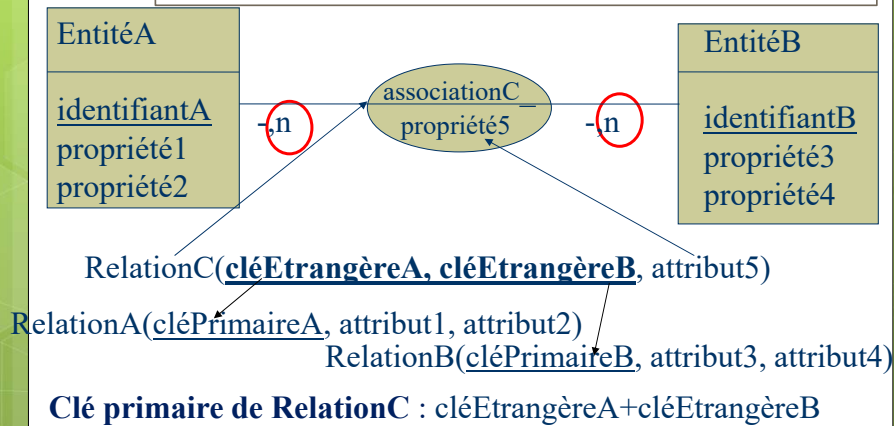 EntitéA
identifiantA
propriété1
propriété2
-,n
associationC_
propriété5
-,n
EntitéB
identifiantB
propriété3
propriété4
RelationC(cléEtrangèreA, cléEtrangèreB, attribut5)
RelationA(cléPrimaireA, attribut1, attribut2)
RelationB(cléPrimaireB, attribut3, attribut4)
Clé primaire de RelationC : cléEtrangèreA+cléEtrangèreB